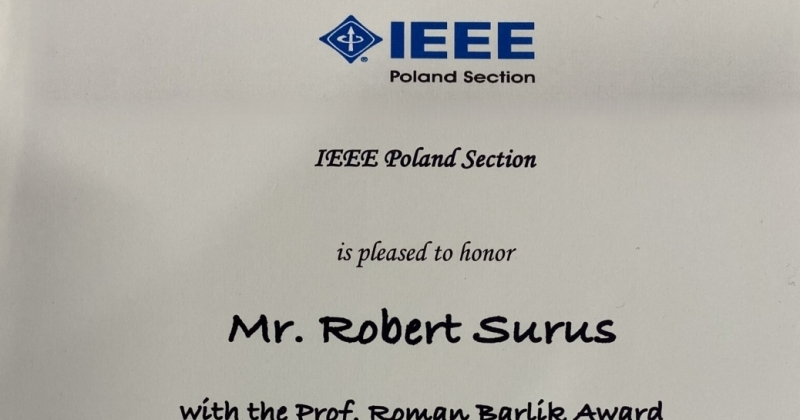 IEEE
Poland Section
IEEE Poland Section
is pleased to honor
Mr. Robert Surus
with the Prof. Roman Barlik Award